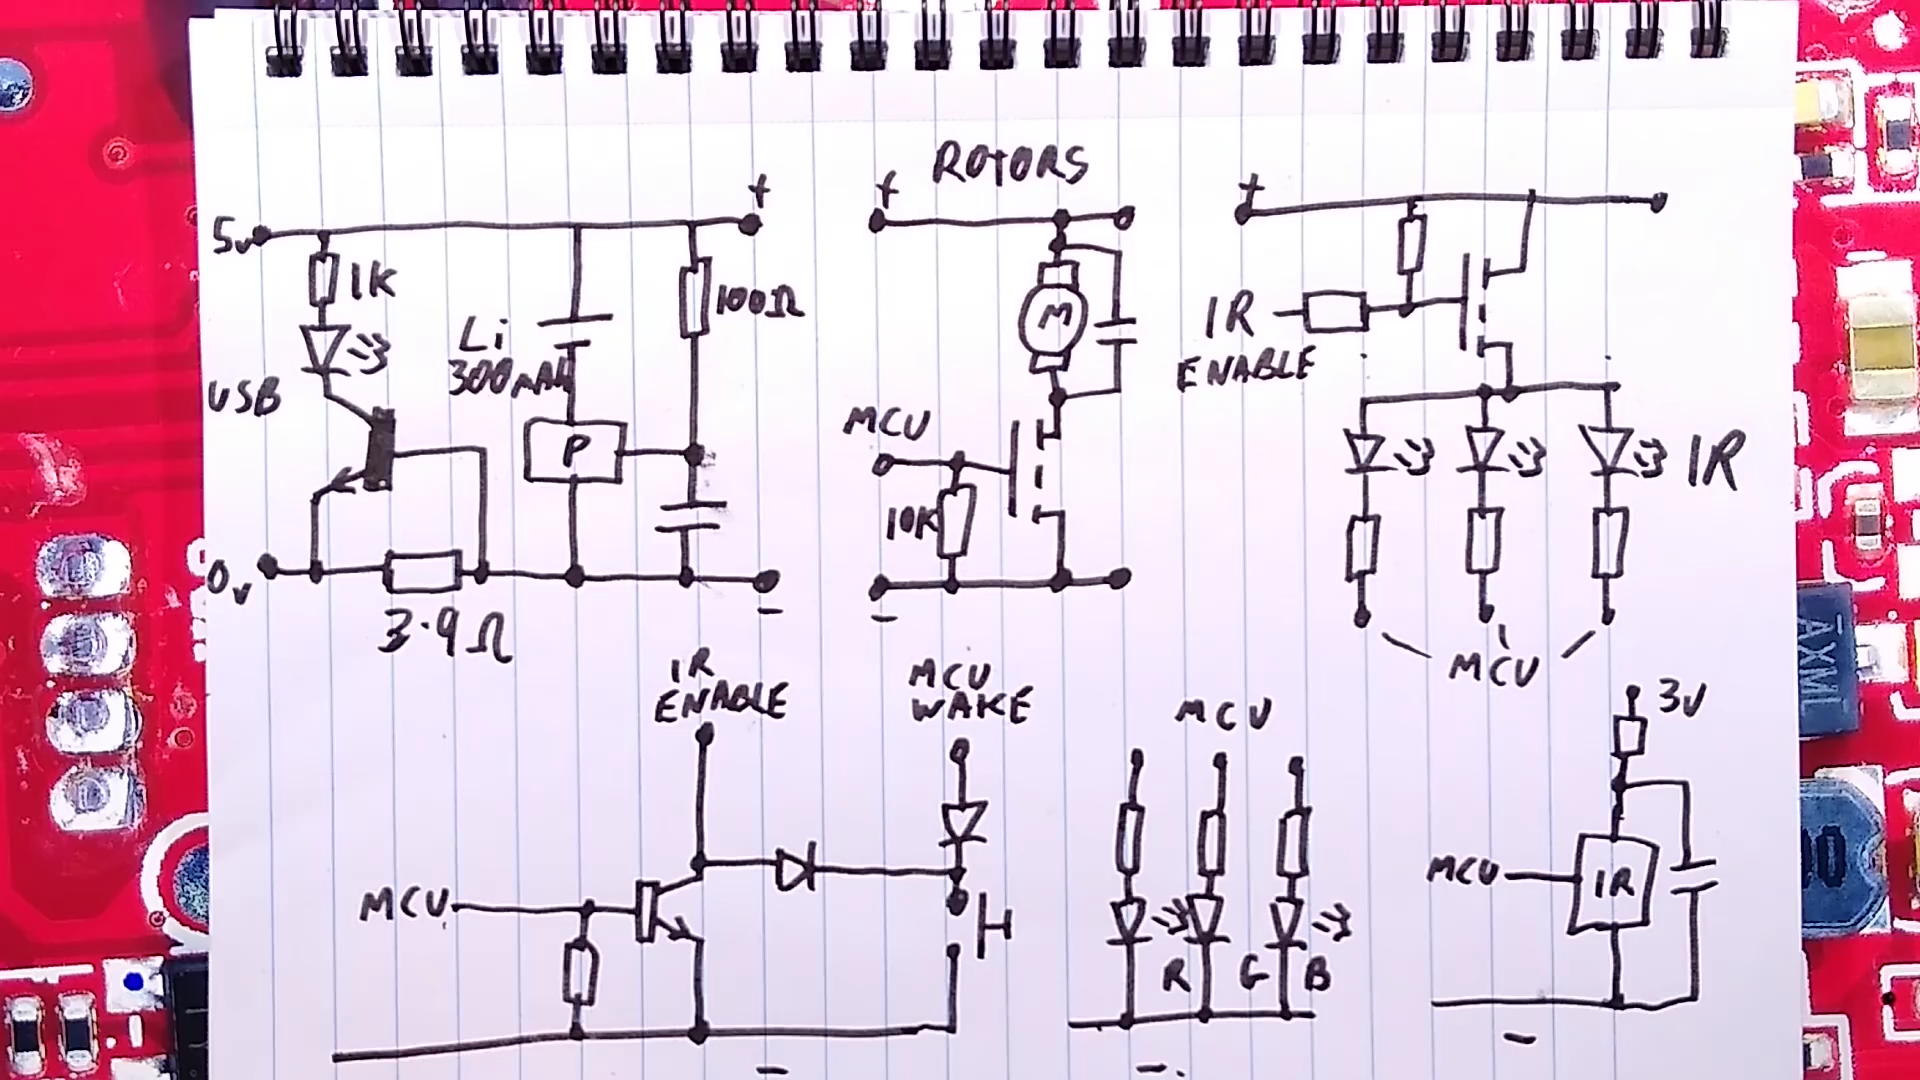 ROTORS
+
+
+
5v
1K
100Ω
Li
300mAH
USB
P
M
MCU
10K
IR
ENABLE
IR
0v
3.9Ω
-
-
MCU
IR
ENABLE
MCU
WAKE
MCU
3V
MCU
MCU
IR
R
G
B
-
-
-